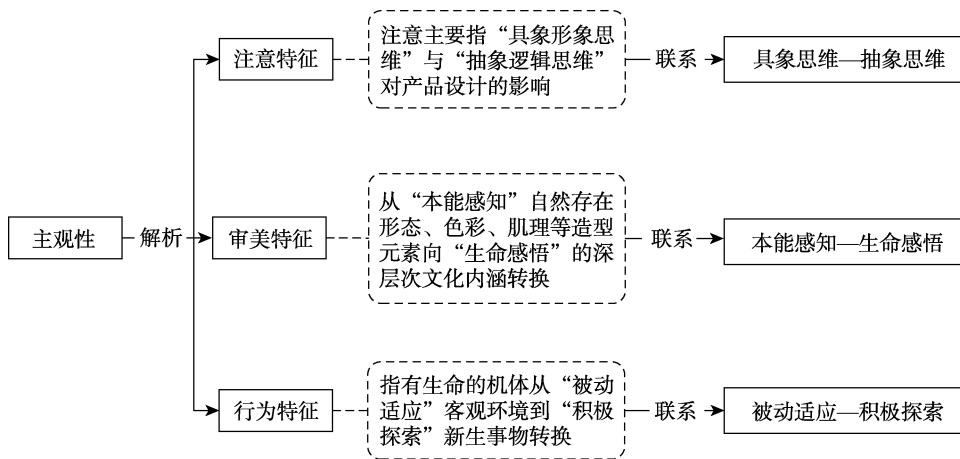 注意特征
注意主要指“具象形象思
维”与“抽象逻辑思维”
对产品设计的影响
联系
具象思维—抽象思维
主观性
解析
审美特征
从“本能感知”自然存在
形态、色彩、肌理等造型
元素向“生命感悟”的深
层次文化内涵转换
联系
本能感知—生命感悟
行为特征
指有生命的机体从“被动
适应”客观环境到“积极
探索”新生事物转换
联系
被动适应—积极探索